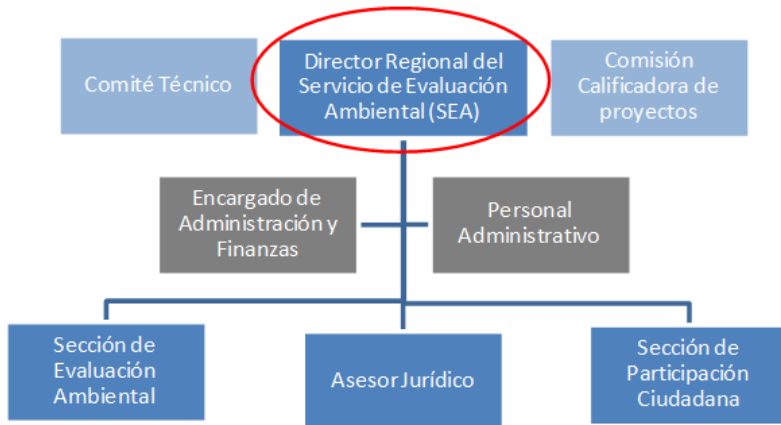 Comité Técnico
Director Regional del
Servicio de Evaluación
Ambiental (SEA)
Comisión
Calificadora de
proyectos
Encargado de
Administración y
Finanzas
Personal
Administrativo
Sección de
Evaluación
Ambiental
Asesor Jurídico
Sección de
Participación
Ciudadana